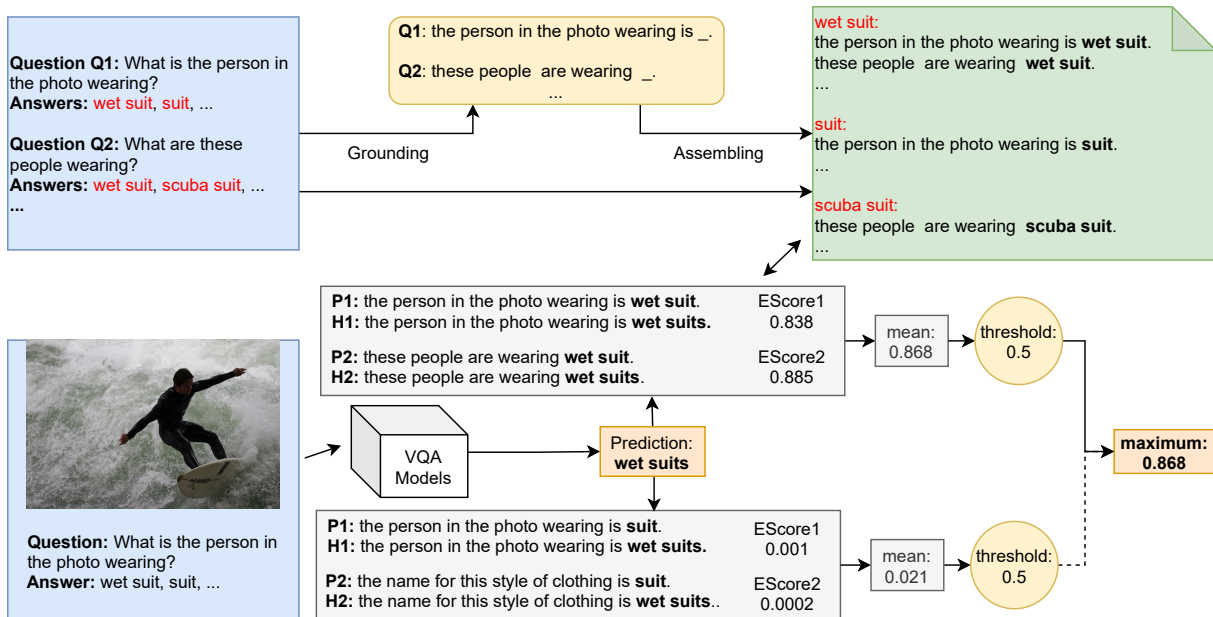 Question Q1: What is the person in
the photo wearing?
Answers: wet suit, suit, ...
Question Q2: What are these
people wearing?
Answers: wet suit, scuba suit, ...
...
Q1: the person in the photo wearing is _.
Q2: these people  are wearing  _.
...
Grounding
Assembling
wet suit:
the person in the photo wearing is wet suit.
these people  are wearing  wet suit.
...
suit:
the person in the photo wearing is suit.
...
scuba suit:
these people  are wearing  scuba suit.
...
P1: the person in the photo wearing is wet suit.
H1: the person in the photo wearing is wet suits.
EScore1
0.838
P2: these people are wearing wet suit.
H2: these people are wearing wet suits.
EScore2
0.885
mean:
0.868
threshold:
0.5
Question: What is the person in
the photo wearing?
Answer: wet suit, suit, ...
VQA
Models
Prediction:
wet suits
maximum:
0.868
P1: the person in the photo wearing is suit.
H1: the person in the photo wearing is wet suits.
EScore1
0.001
P2: the name for this style of clothing is suit.
H2: the name for this style of clothing is wet suits..
EScore2
0.0002
mean:
0.021
threshold:
0.5